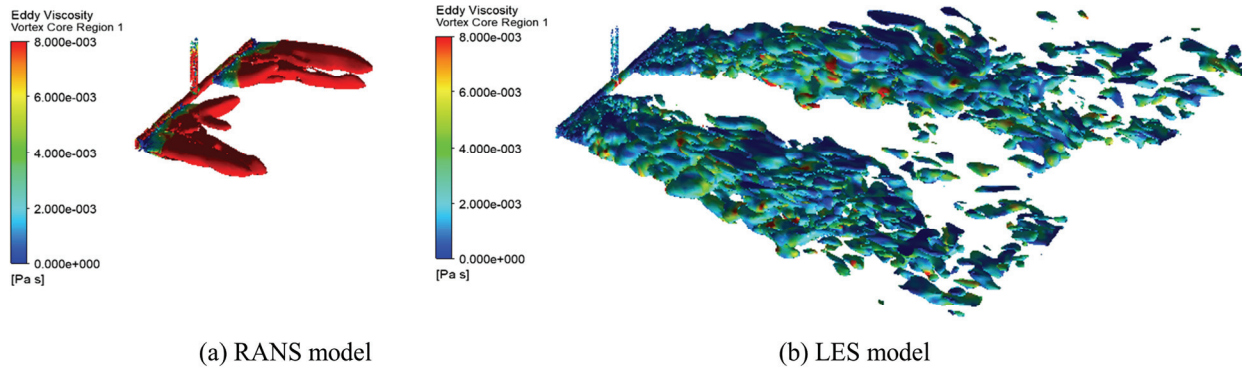 Eddy Viscosity
Vortex Core Region 1
8.000e-003
6.000e-003
4.000e-003
2.000e-003
0.000e+000
[Pa s]
(a) RANS model
Eddy Viscosity
Vortex Core Region 1
8.000e-003
6.000e-003
4.000e-003
2.000e-003
0.000e+000
[Pa s]
(b) LES model